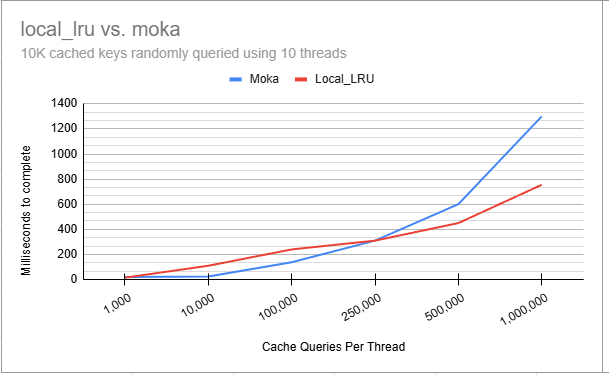 local_lru vs. moka
10K cached keys randomly queried using 10 threads
Moka Local_LRU
1400
1200
1000
800
600
400
200
0
Milliseconds to complete
1,000 10,000 100,000 250,000 500,000 1,000,000
Cache Queries Per Thread